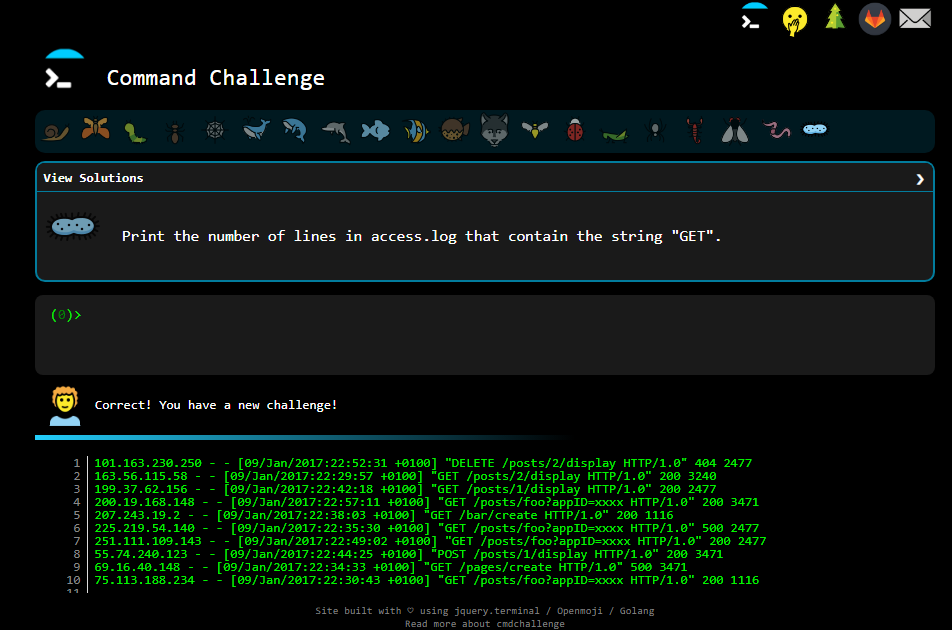 Command Challenge
View Solutions ❯
Print the number of lines in access.log that contain the string "GET".
(0)>
Correct! You have a new challenge!
1 101.163.230.250 - - [09/Jan/2017:22:52:31 +0100] "DELETE /posts/2/display HTTP/1.0" 404 2477
2 163.56.115.58 - - [09/Jan/2017:22:29:57 +0100] "GET /posts/2/display HTTP/1.0" 200 3240
3 199.37.62.156 - - [09/Jan/2017:22:42:18 +0100] "GET /posts/1/display HTTP/1.0" 200 2477
4 200.19.168.148 - - [09/Jan/2017:22:57:11 +0100] "GET /posts/foo?appID=xxxx HTTP/1.0" 200 3471
5 207.243.19.2 - - [09/Jan/2017:22:38:03 +0100] "GET /bar/create HTTP/1.0" 200 1116
6 225.219.54.140 - - [09/Jan/2017:22:35:30 +0100] "GET /posts/foo?appID=xxxx HTTP/1.0" 500 2477
7 251.111.109.143 - - [09/Jan/2017:22:49:02 +0100] "GET /posts/foo?appID=xxxx HTTP/1.0" 200 2477
8 55.74.240.123 - - [09/Jan/2017:22:44:25 +0100] "POST /posts/1/display HTTP/1.0" 200 3471
9 69.16.40.148 - - [09/Jan/2017:22:34:33 +0100] "GET /pages/create HTTP/1.0" 500 3471
10 75.113.188.234 - - [09/Jan/2017:22:30:43 +0100] "GET /posts/foo?appID=xxxx HTTP/1.0" 200 1116
11
Site built with ♡ using jquery.terminal / Openmoji / Golang
Read more about cmdchallenge